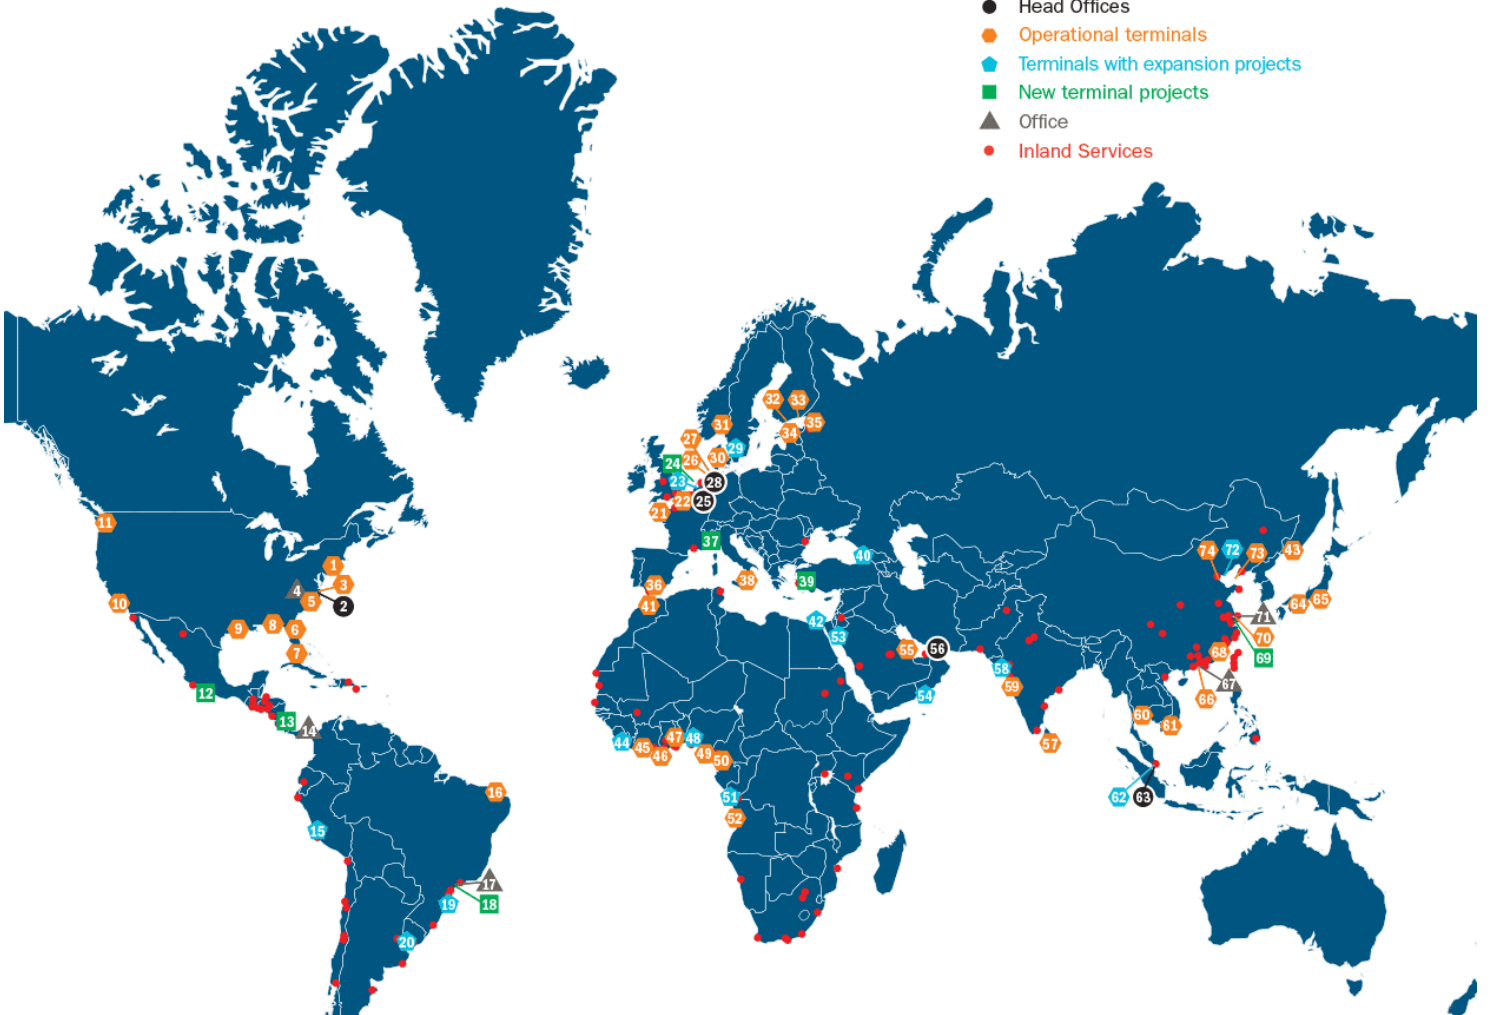 Head Offices
Operational terminals
Terminals with expansion projects
New terminal projects
Office
Inland Services
32 33
31 35
27 34
29
24 26 30
23 28
22 25
21
11
37 74 72 73 43
40
1
36 38 39
4 3
10 5 2 41 64 65
42 71
9 8 6 53 70
7 55 56 68 69
58
12 59 54 67
66
13 60
14 44 45 47 48 61
46 49 50 57
16 51 62 63
15 52
17
19 18
20